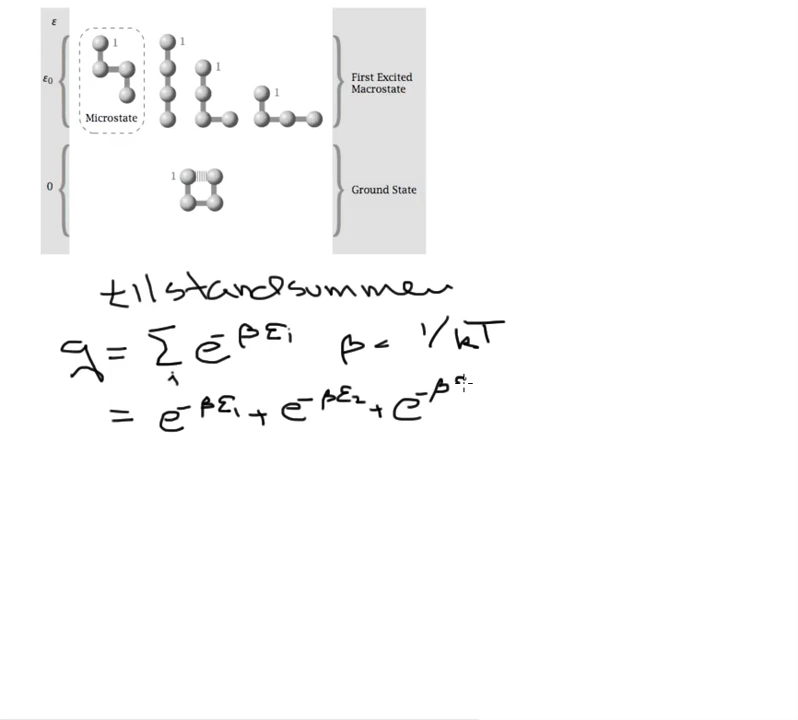 ε
1 1
1
ε₀ First Excited
Macrostate
1
Microstate
1
0 Ground State
tilstandsummen
q = Σᵢ e^-βεᵢ β = 1/kT
= e^-βε₁ + e^-βε₂ + e^-β